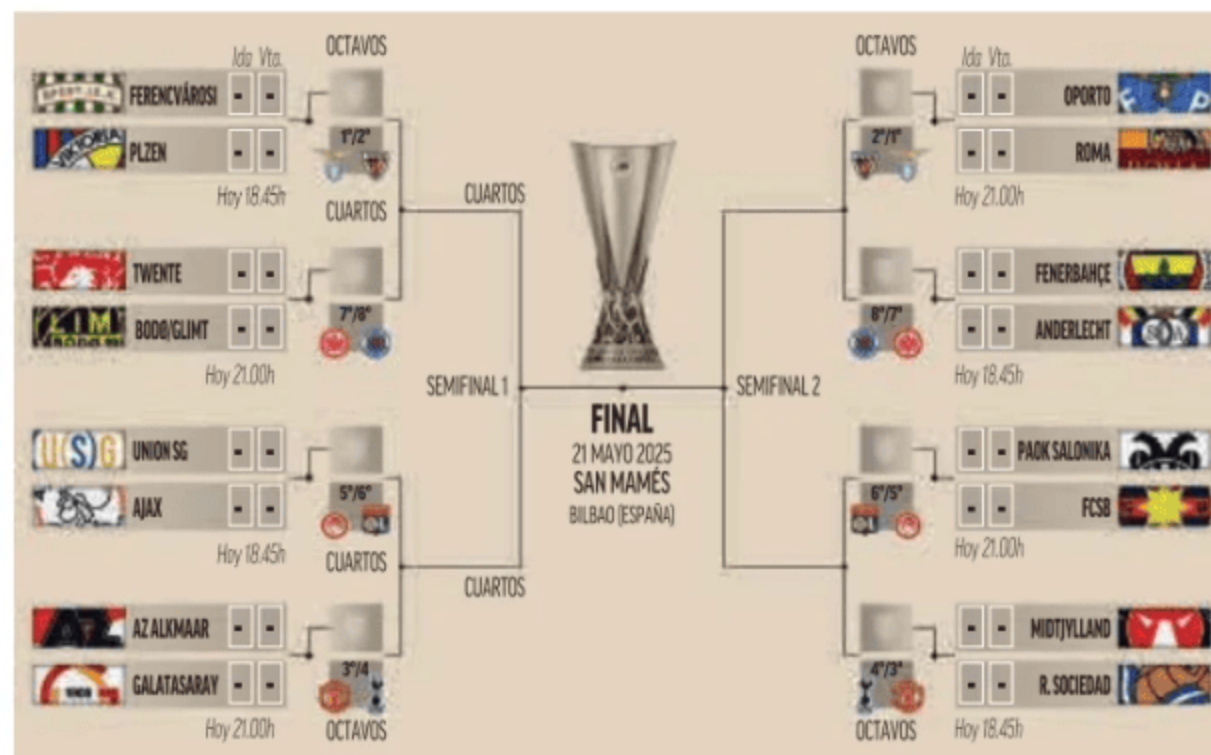 OCTAVOS
Ida Vta.
FERENCVÁROSI - -
1º/2º
PLZEN - -
Hoy 18.45h
CUARTOS
CUARTOS
TWENTE - -
7º/8º
BODØ/GLIMT - -
Hoy 21.00h
SEMIFINAL 1
UNION SG - -
U(S)G
5º/6º
AJAX - -
Hoy 18.45h
CUARTOS
CUARTOS
AZ ALKMAAR - -
AZ
3º/4
GALATASARAY - -
Hoy 21.00h
OCTAVOS
FINAL
21 MAYO 2025
SAN MAMÉS
BILBAO (ESPAÑA)
OCTAVOS
Ida Vta.
- - OPORTO
2º/1º
- - ROMA
Hoy 21.00h
- - FENERBAHÇE
8º/7º
- - ANDERLECHT
Hoy 18.45h
SEMIFINAL 2
- - PAOK SALONIKA
6º/5º
- - FCSB
Hoy 21.00h
- - MIDTJYLLAND
4º/3º
- - R. SOCIEDAD
OCTAVOS
Hoy 18.45h